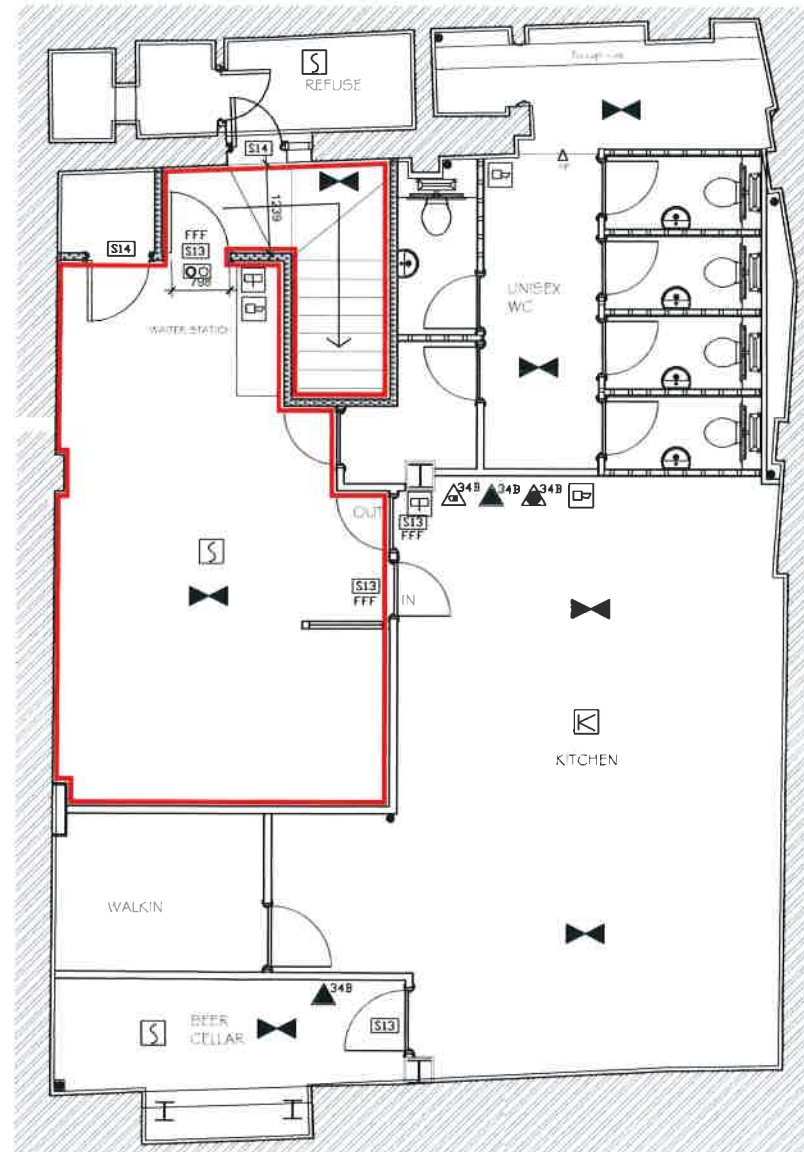 S
REFUSE
S14
1239
S14
FFF
S13
798
UNISEX
WC
WAITER STATIO
34B
34B
34B
OUT
S13
FFF
S
S13
FFF
IN
K
KITCHEN
WALKIN
34B
S
BEER
CELLAR
S13